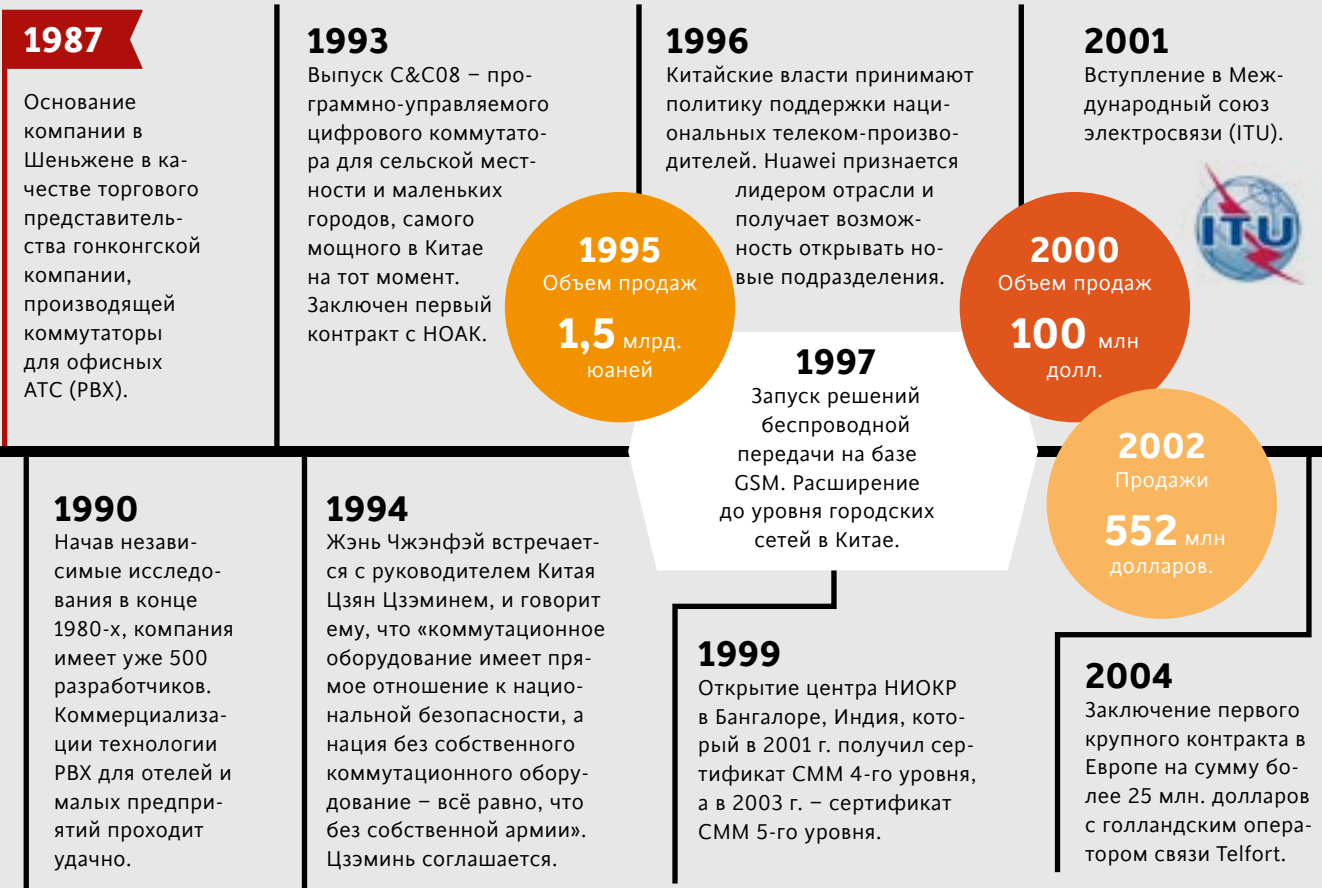 1987
Основание
компании в
Шеньжене в ка-
честве торгового
представитель-
ства гонконгской
компании,
производящей
коммутаторы
для офисных
АТС (PBX).
1990
Начав незави-
симые исследо-
вания в конце
1980-х, компания
имеет уже 500
разработчиков.
Коммерциализа-
ции технологии
PBX для отелей и
малых предпри-
ятий проходит
удачно.
1993
Выпуск C&C08 – про-
граммно-управляемого
цифрового коммутато-
ра для сельской мест-
ности и маленьких
городов, самого
мощного в Китае
на тот момент.
Заключен первый
контракт с НОАК.
1994
Жэнь Чжэнфэй встречает-
ся с руководителем Китая
Цзян Цзэминем, и говорит
ему, что «коммутационное
оборудование имеет пря-
мое отношение к нацио-
нальной безопасности, а
нация без собственного
коммутационного обору-
дование – всё равно, что
без собственной армии».
Цзэминь соглашается.
1995
Объем продаж
1,5 млрд.
юаней
1996
Китайские власти принимают
политику поддержки наци-
ональных телеком-произво-
дителей. Huawei признается
лидером отрасли и
получает возмож-
ность открывать но-
вые подразделения.
1997
Запуск решений
беспроводной
передачи на базе
GSM. Расширение
до уровня городских
сетей в Китае.
1999
Открытие центра НИОКР
в Бангалоре, Индия, кото-
рый в 2001 г. получил сер-
тификат CMM 4-го уровня,
а в 2003 г. – сертификат
CMM 5-го уровня.
2000
Объем продаж
100 млн
долл.
2001
Вступление в Меж-
дународный союз
электросвязи (ITU).
ITU
2002
Продажи
552 млн
долларов.
2004
Заключение первого
крупного контракта в
Европе на сумму бо-
лее 25 млн. долларов
с голландским опера-
тором связи Telfort.